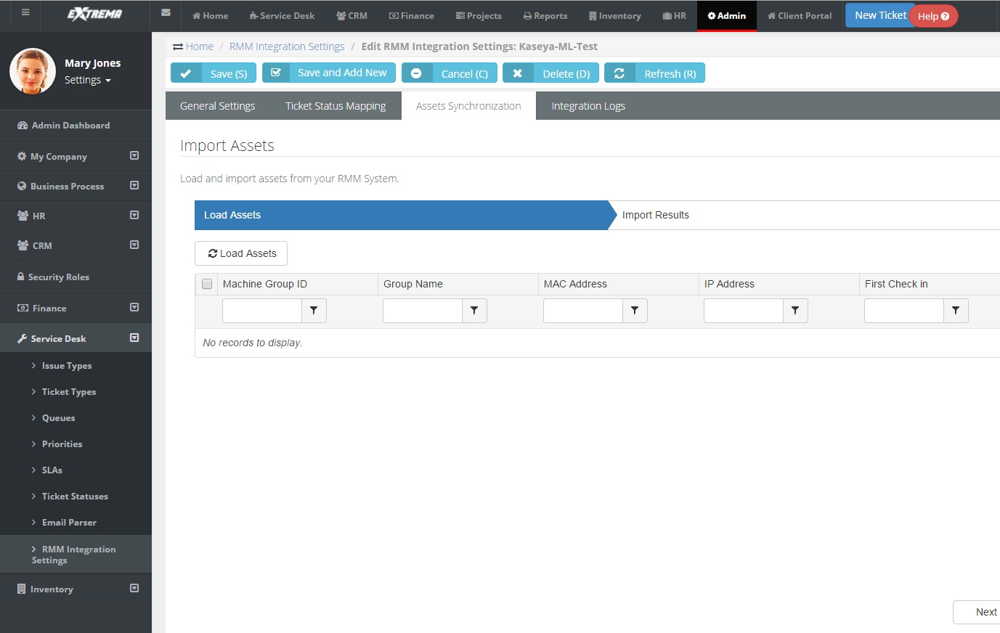 EXTREMA
Home
Service Desk
CRM
Finance
Projects
Reports
Inventory
HR
Admin
Client Portal
New Ticket
Help
Mary Jones
Settings
Home / RMM Integration Settings / Edit RMM Integration Settings: Kaseya-ML-Test
Save (S)
Save and Add New
Cancel (C)
Delete (D)
Refresh (R)
General Settings
Ticket Status Mapping
Assets Synchronization
Integration Logs
Admin Dashboard
My Company
Business Process
HR
CRM
Security Roles
Finance
Service Desk
Issue Types
Ticket Types
Queues
Priorities
SLAs
Ticket Statuses
Email Parser
RMM Integration
Settings
Inventory
Import Assets
Load and import assets from your RMM System.
Load Assets
Import Results
Load Assets
Machine Group ID
Group Name
MAC Address
IP Address
First Check in
No records to display.
Next